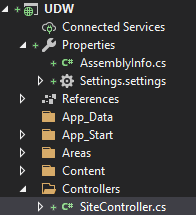 UDW
Connected Services
Properties
C# AssemblyInfo.cs
Settings.settings
References
App_Data
App_Start
Areas
Content
Controllers
C# SiteController.cs